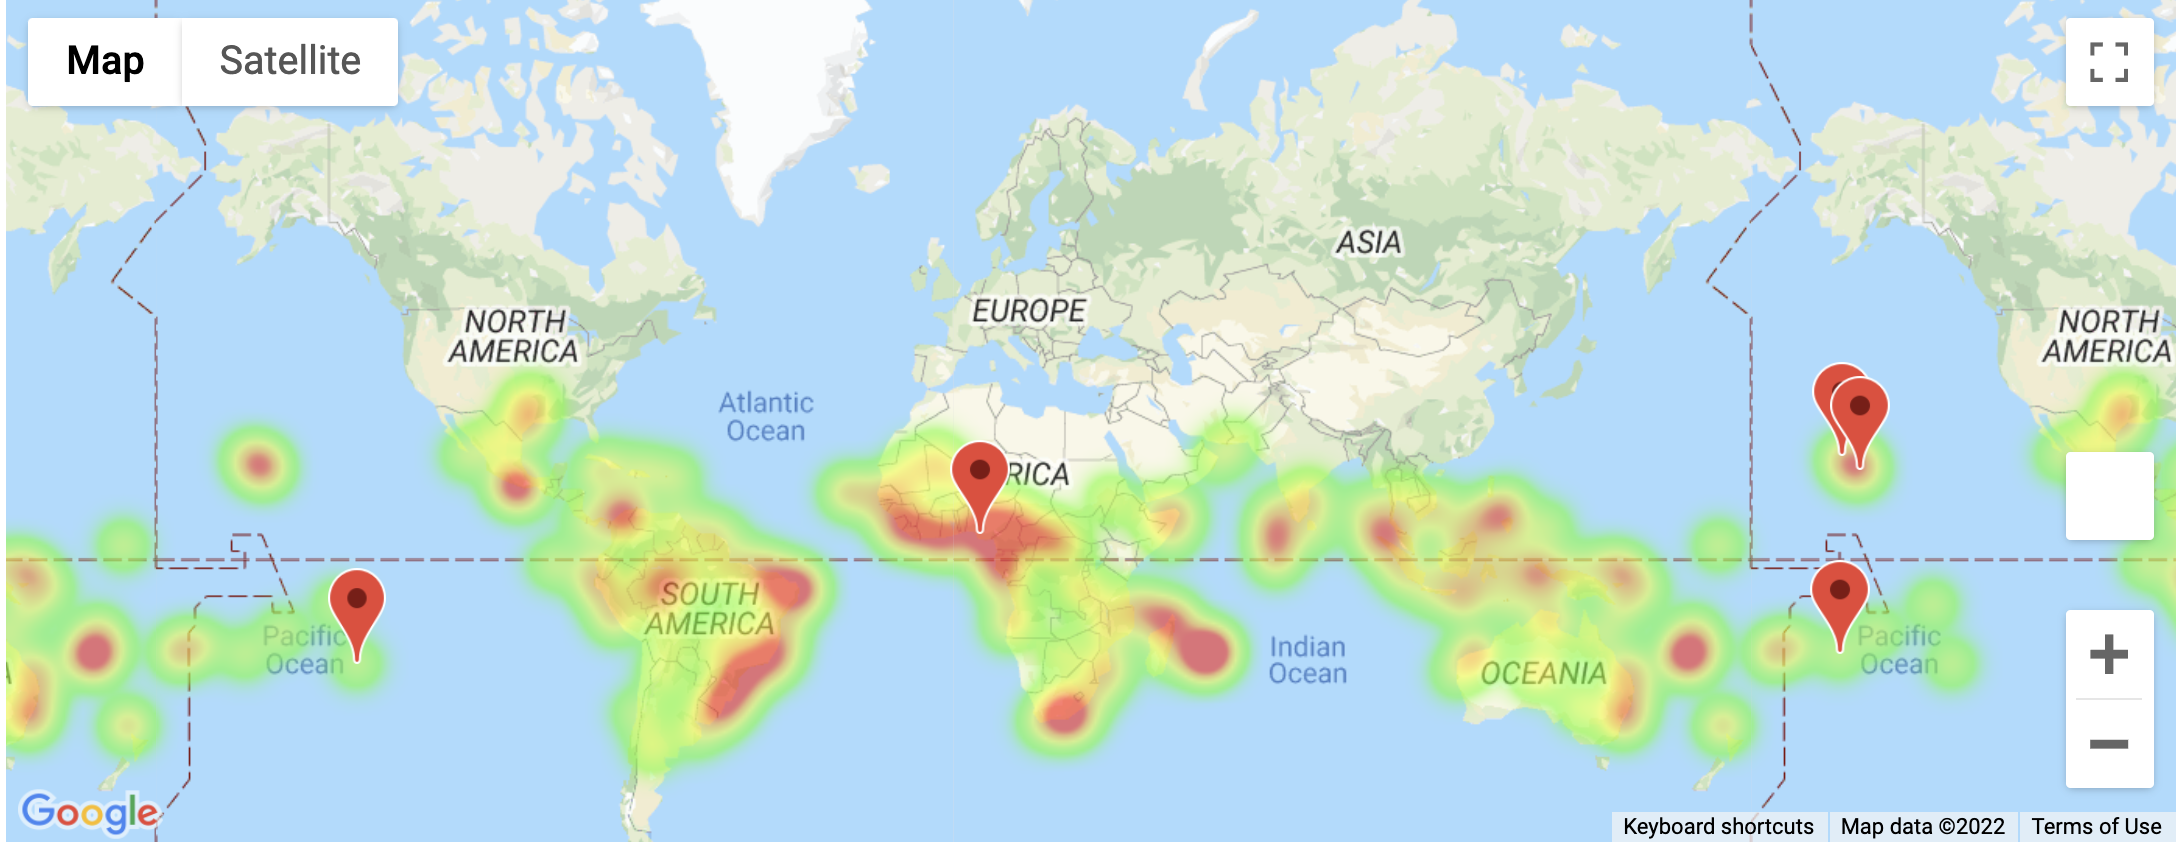 Map
Satellite
ASIA
EUROPE
NORTH
AMERICA
NORTH
AMERICA
Atlantic
Ocean
RICA
SOUTH
AMERICA
Pacific
Ocean
Indian
Ocean
OCEANIA
Pacific
Ocean
A
+
−
Google
Keyboard shortcuts
Map data ©2022
Terms of Use